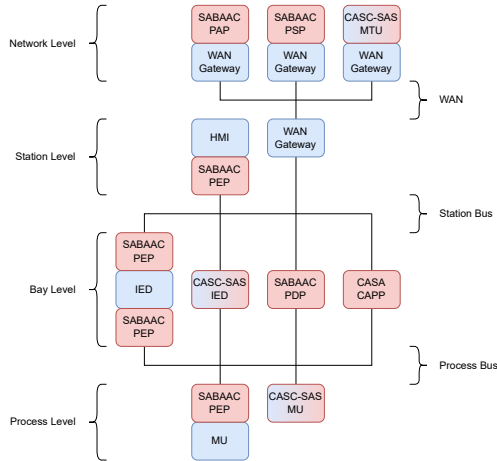 Network Level
SABAAC
PAP
SABAAC
PSP
CASC-SAS
MTU
WAN
Gateway
WAN
Gateway
WAN
Gateway
WAN
Station Level
HMI
WAN
Gateway
SABAAC
PEP
Station Bus
Bay Level
SABAAC
PEP
IED
SABAAC
PEP
CASC-SAS
IED
SABAAC
PDP
CASA
CAPP
Process Bus
Process Level
SABAAC
PEP
CASC-SAS
MU
MU